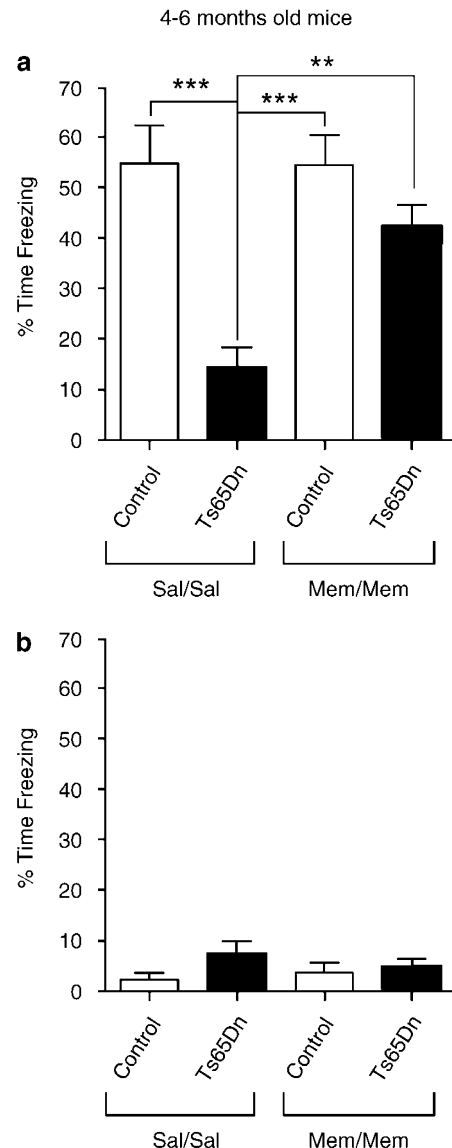 4-6 months old mice
a
***
**
***
% Time Freezing
70
60
50
40
30
20
10
0
Control
Ts65Dn
Control
Ts65Dn
Sal/Sal
Mem/Mem
b
% Time Freezing
70
60
50
40
30
20
10
0
Control
Ts65Dn
Control
Ts65Dn
Sal/Sal
Mem/Mem